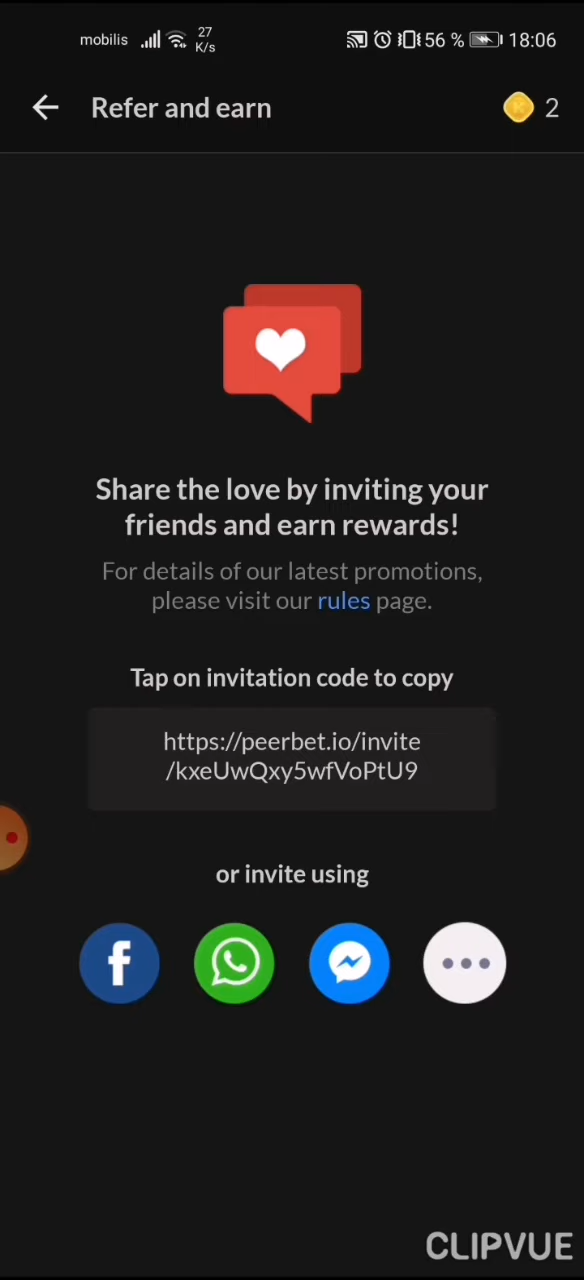 mobilis 27 K/s 56 % 18:06
Refer and earn 2
Share the love by inviting your
friends and earn rewards!
For details of our latest promotions,
please visit our rules page.
Tap on invitation code to copy
https://peerbet.io/invite
/kxeUwQxy5wfVoPtU9
or invite using
CLIPVUE